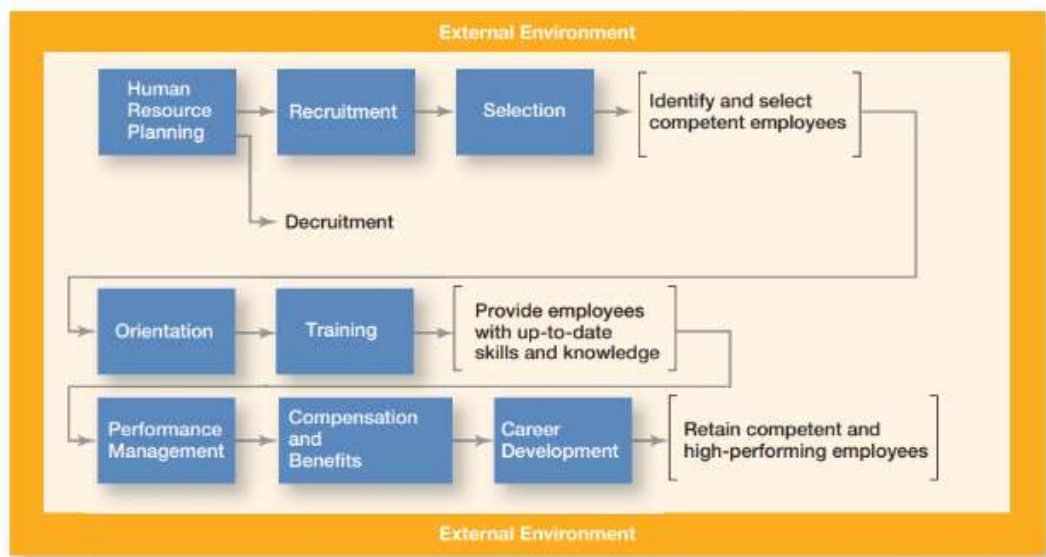 External Environment
Human
Resource
Planning
Recruitment
Selection
Identify and select
competent employees
Decruitment
Orientation
Training
Provide employees
with up-to-date
skills and knowledge
Performance
Management
Compensation
and
Benefits
Career
Development
Retain competent and
high-performing employees
External Environment